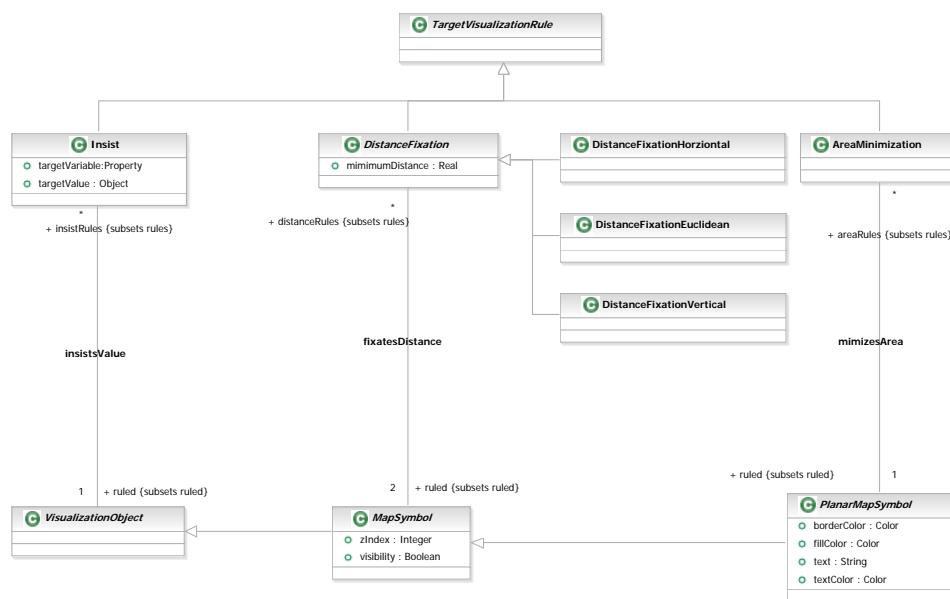 TargetVisualizationRule
Insist
targetVariable:Property
targetValue : Object
DistanceFixation
mimimumDistance : Real
DistanceFixationHorziontal
AreaMinimization
*
+ insistRules {subsets rules}
*
+ distanceRules {subsets rules}
DistanceFixationEuclidean
*
+ areaRules {subsets rules}
DistanceFixationVertical
insistsValue
fixatesDistance
mimizesArea
1
+ ruled {subsets ruled}
2
+ ruled {subsets ruled}
+ ruled {subsets ruled}
1
VisualizationObject
MapSymbol
zIndex : Integer
visibility : Boolean
PlanarMapSymbol
borderColor : Color
fillColor : Color
text : String
textColor : Color